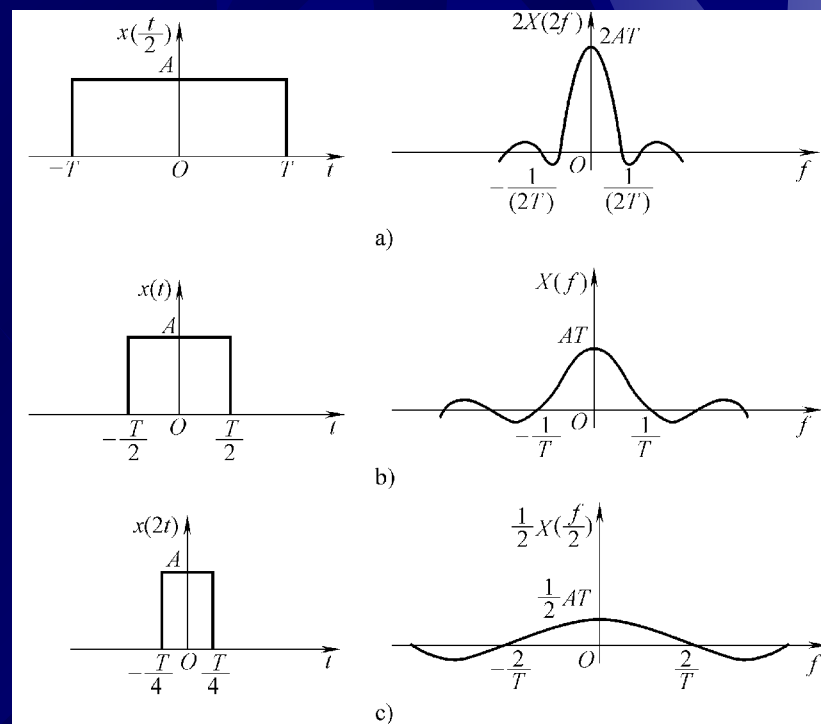 x(t/2)
A
−T
O
T
t
2X(2f)
2AT
O
−1/(2T)
1/(2T)
f
a)
x(t)
A
−T/2
O
T/2
t
X(f)
AT
−1/T
O
1/T
f
b)
x(2t)
A
−T/4
O
T/4
t
1/2 X(f/2)
1/2 AT
−2/T
O
2/T
f
c)